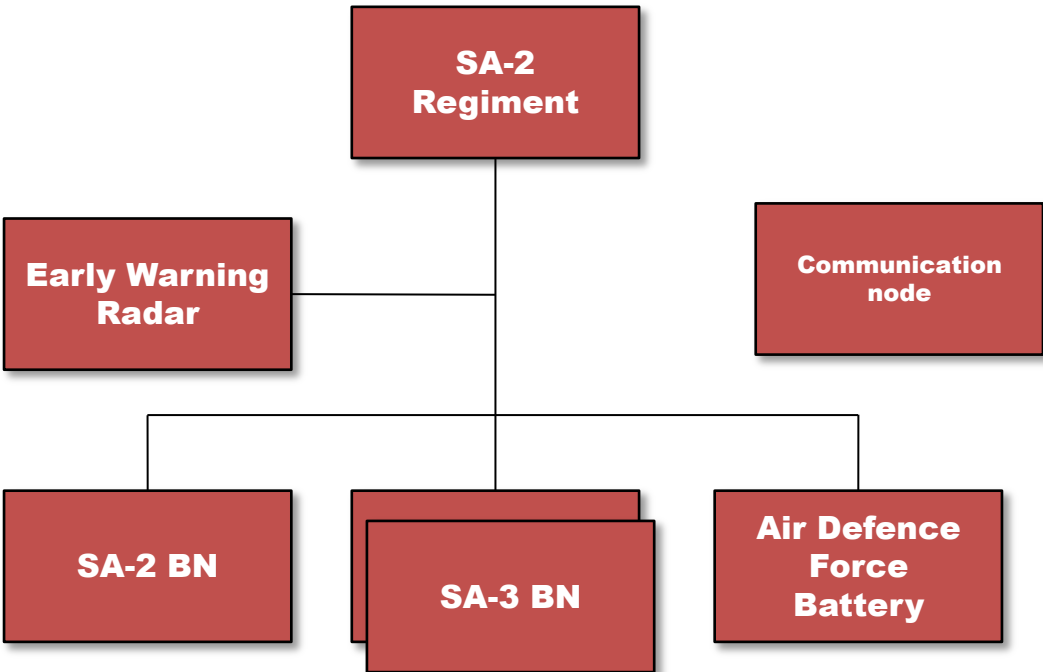 SA-2
Regiment
Early Warning
Radar
Communication
node
SA-2 BN
SA-3 BN
Air Defence
Force
Battery